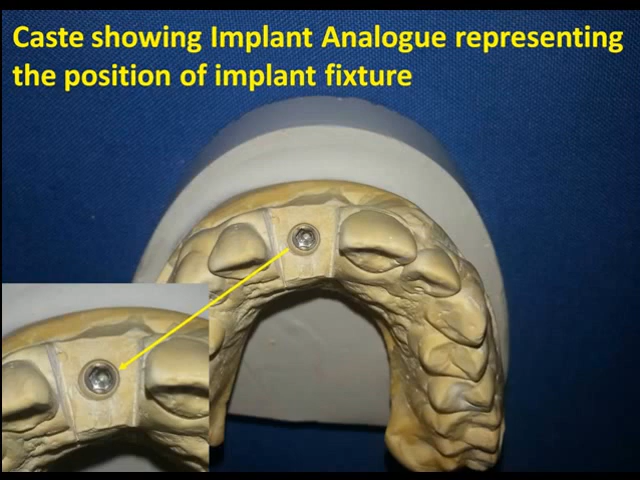 Caste showing Implant Analogue representing
the position of implant fixture